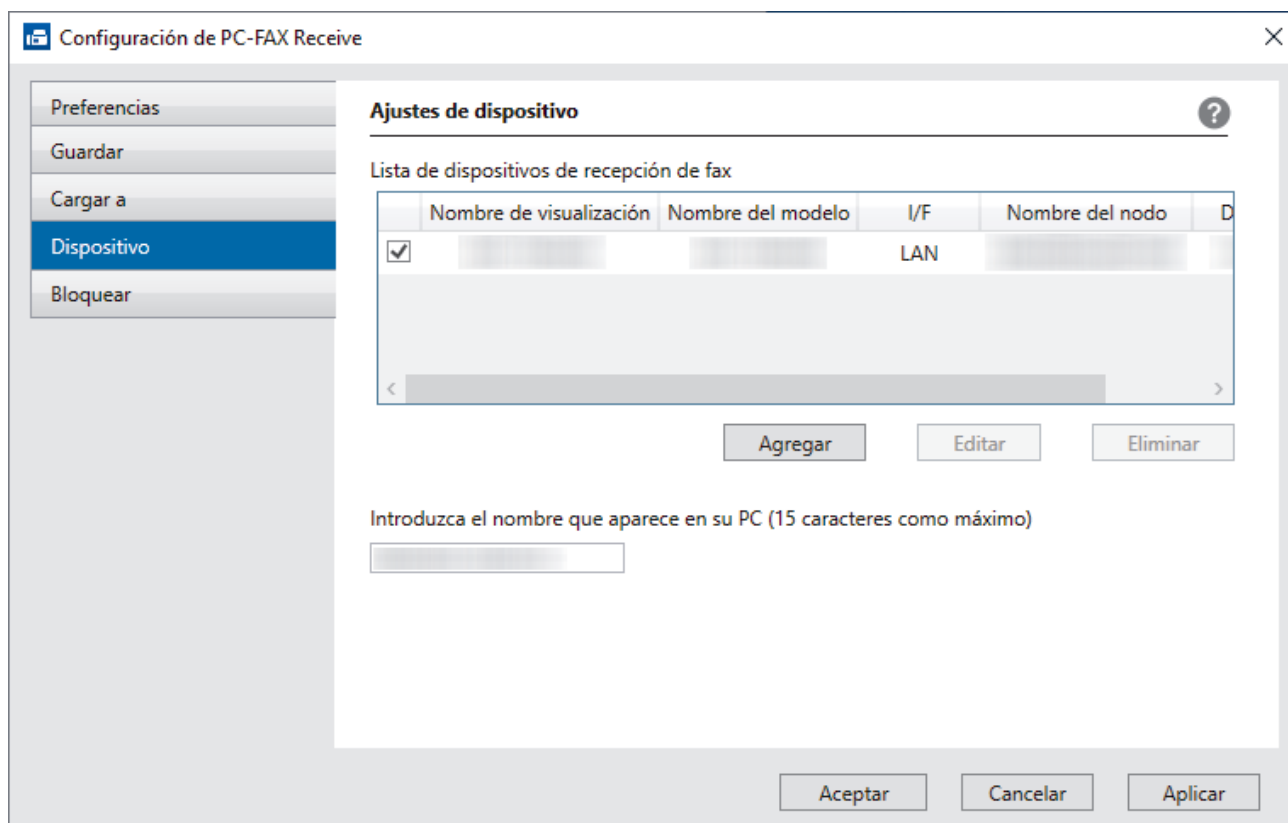 Configuración de PC-FAX Receive
Preferencias
Guardar
Cargar a
Dispositivo
Bloquear
Ajustes de dispositivo
?
Lista de dispositivos de recepción de fax
Nombre de visualización Nombre del modelo I/F Nombre del nodo D
LAN
Agregar Editar Eliminar
Introduzca el nombre que aparece en su PC (15 caracteres como máximo)
Aceptar Cancelar Aplicar